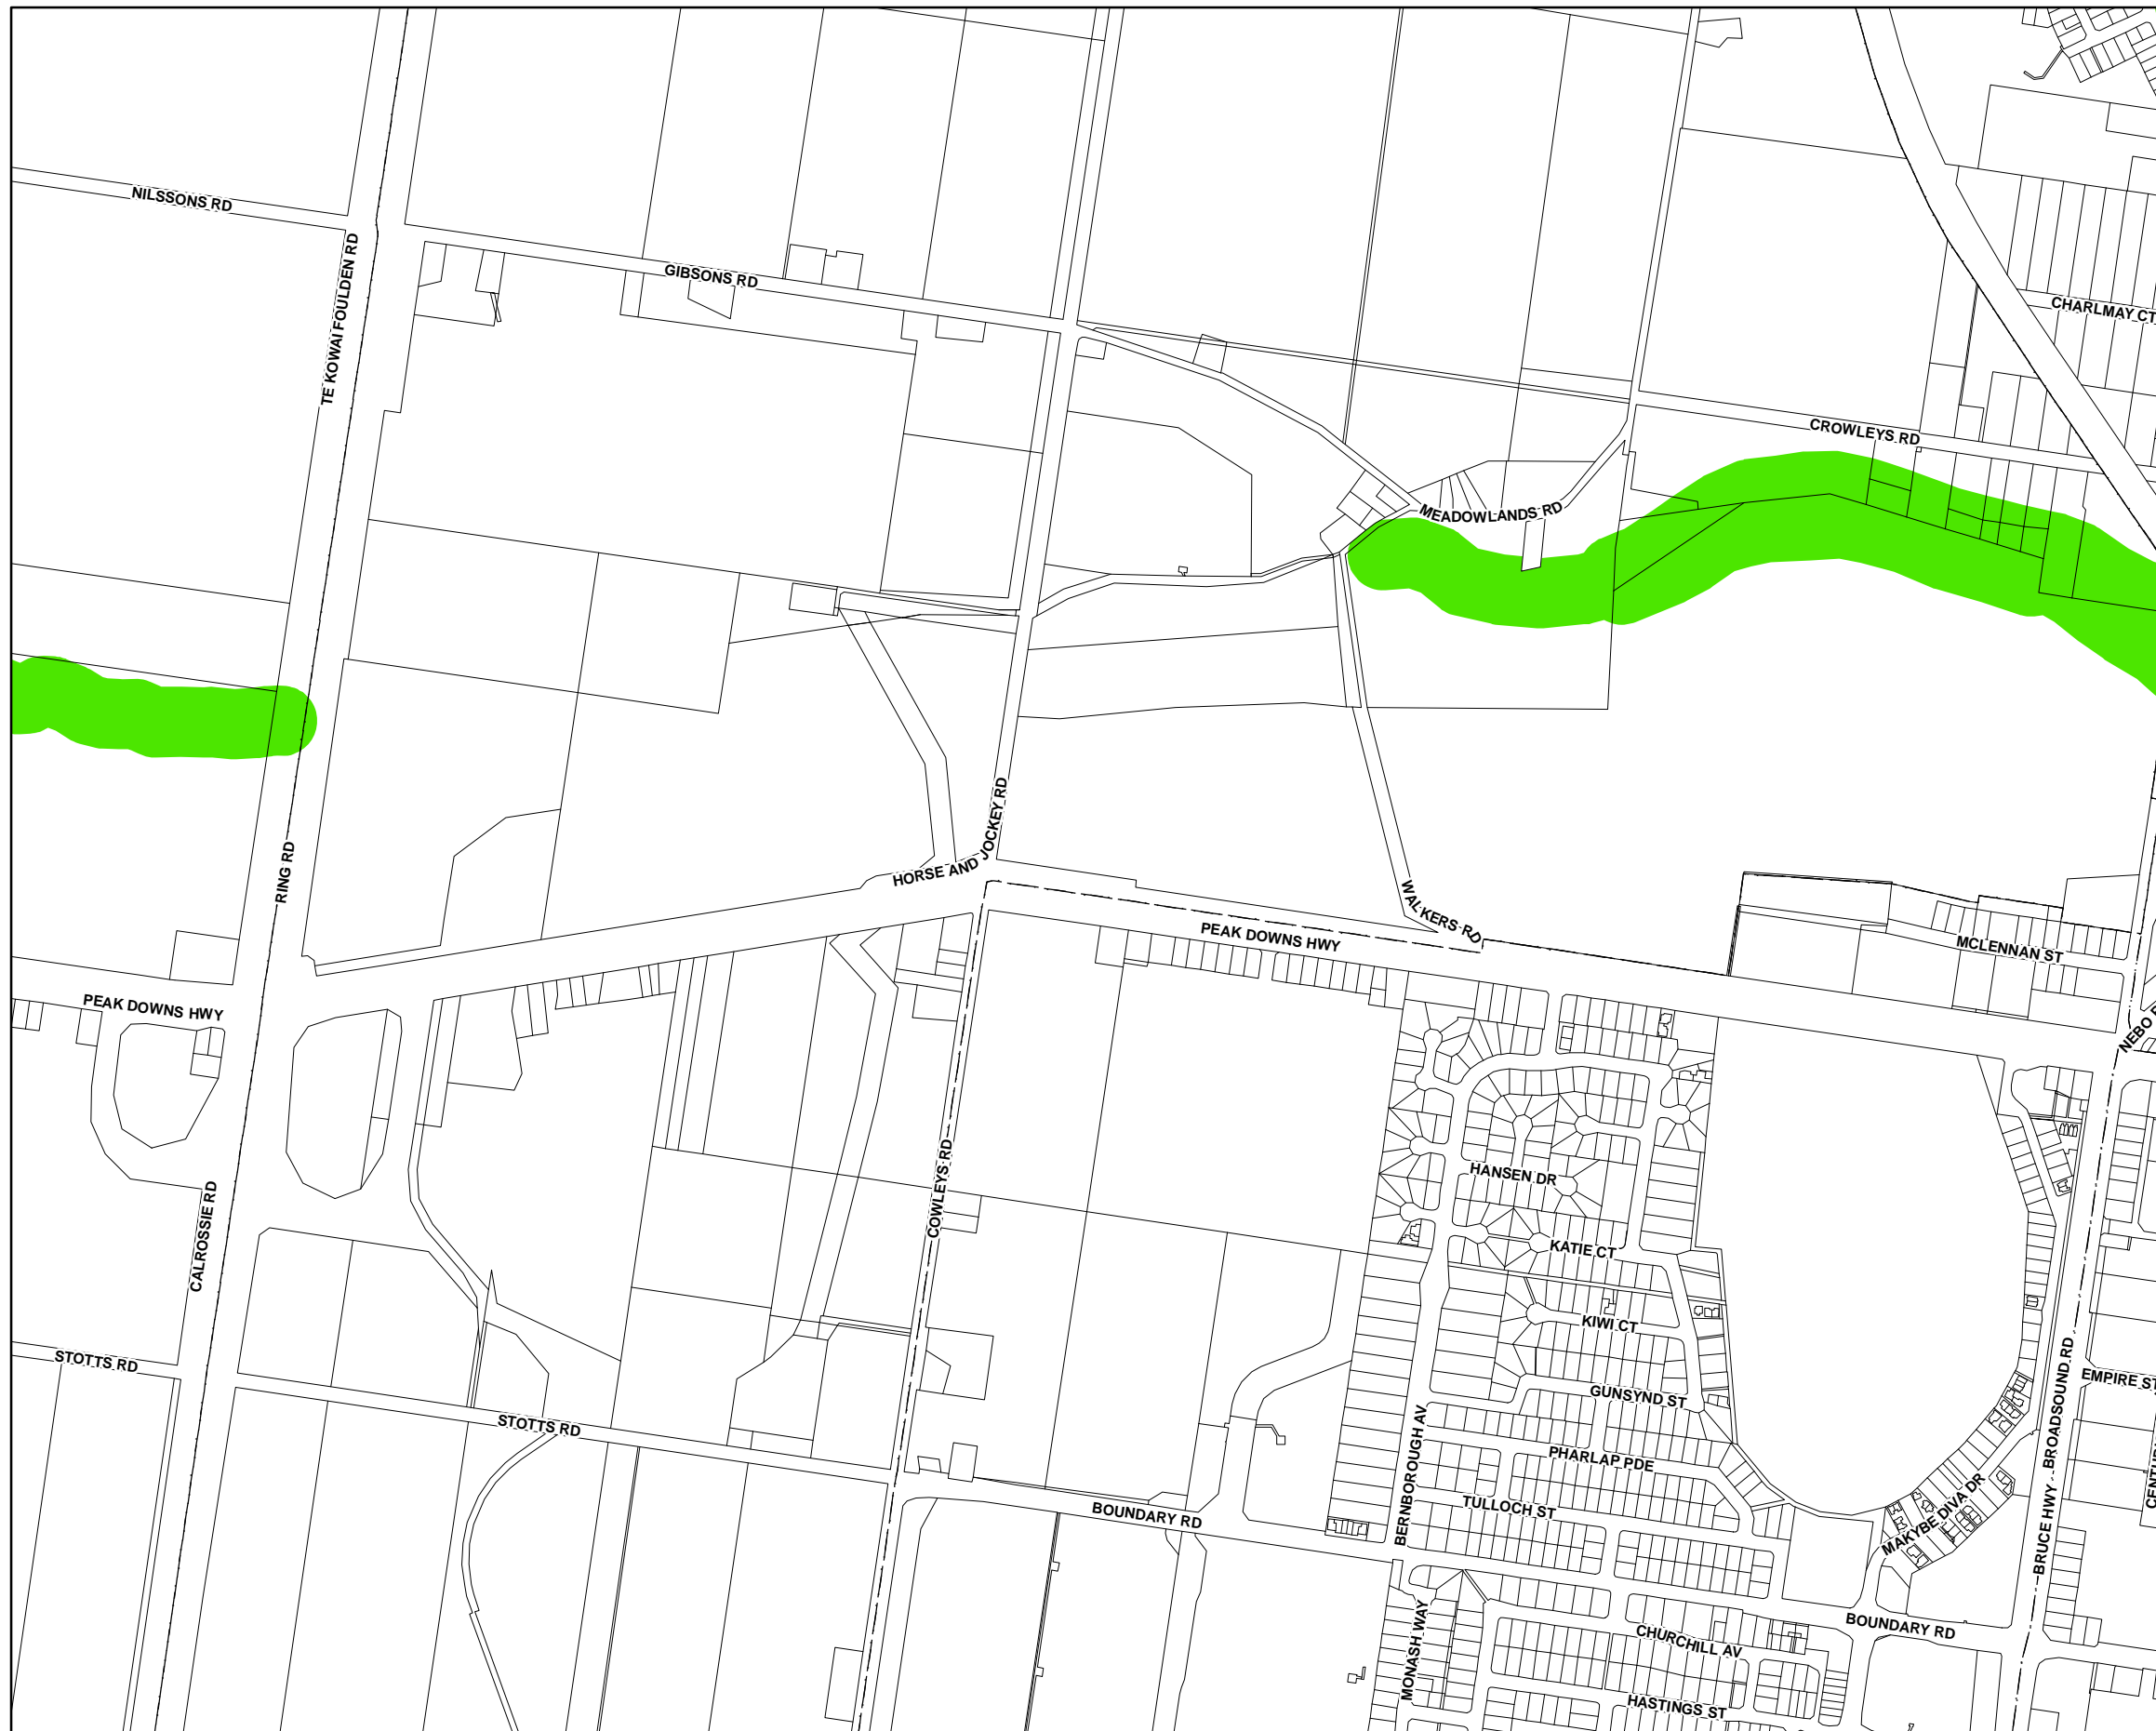 NILSSONS RD
TE KOWAI FOULDEN RD
GIBSONS RD
CHARLMAY CT
CROWLEYS RD
MEADOWLANDS RD
RING RD
HORSE AND JOCKEY RD
WALKERS RD
PEAK DOWNS HWY
MCLENNAN ST
PEAK DOWNS HWY
NEBO
COWLEYS RD
HANSEN DR
CALROSSIE RD
KATIE CT
KIWI CT
STOTTS RD
EMPIRE ST
GUNSYND ST
STOTTS RD
BERNBOROUGH AV
PHARLAP PDE
BRUCE HWY - BROADSOUND RD
TULLOCH ST
BOUNDARY RD
MAKYBE DIVA DR
MONASH WAY
CHURCHILL AV
BOUNDARY RD
HASTINGS ST